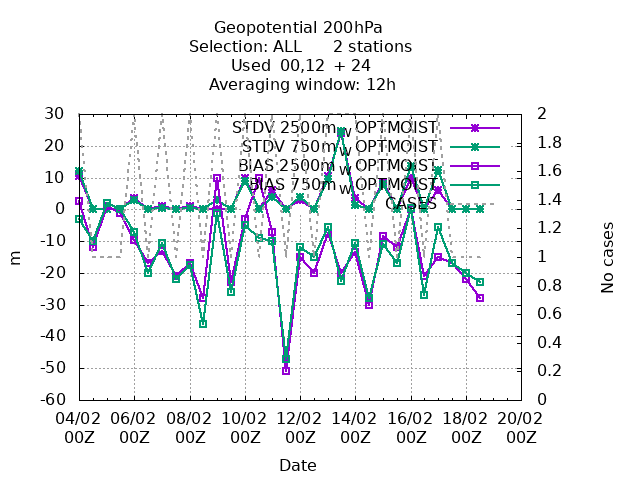 Geopotential 200hPa
Selection: ALL 2 stations
Used 00,12 + 24
Averaging window: 12h
STDV 2500m_w OPTMOIST
STDV 750m_w OPTMOIST
BIAS 2500m_w OPTMOIST
BIAS 750m_w OPTMOIST
CASES
30
20
10
0
-10
-20
-30
-40
-50
-60
m
2
1.8
1.6
1.4
1.2
1
0.8
0.6
0.4
0.2
0
No cases
04/02 06/02 08/02 10/02 12/02 14/02 16/02 18/02 20/02
00Z 00Z 00Z 00Z 00Z 00Z 00Z 00Z 00Z
Date